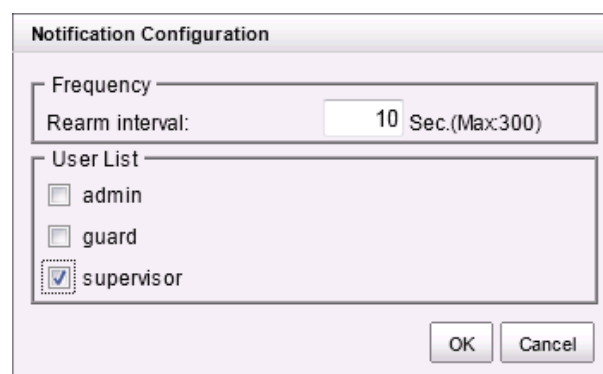 Notification Configuration
Frequency
Rearm interval: 10 Sec.(Max:300)
User List
admin
guard
supervisor
OK Cancel